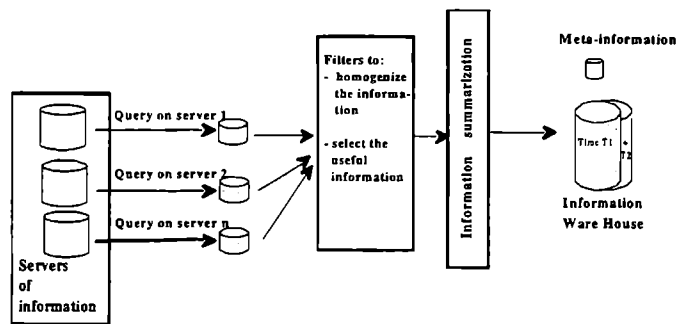 Servers
of
information
Query on server 1
Query on server 2
Query on server n
Filters to:
- homogenize
the informa-
tion
- select the
useful
information
Information summarization
Meta-information
Time T1
+
T2
Information
Ware House